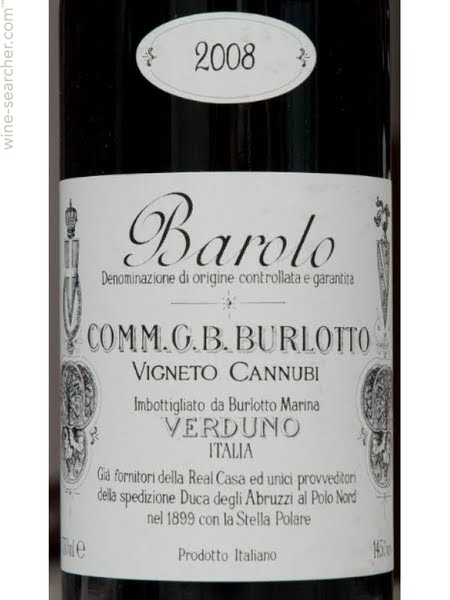 wine-searcher.com
2008
Barolo
Denominazione di origine controllata e garantita
COMM.G.B.BURLOTTO
VIGNETO CANNUBI
Imbottigliato da Burlotto Marina
VERDUNO
ITALIA
Già fornitori della Real Casa ed unici provveditori
della spedizione Duca degli Abruzzi al Polo Nord
nel 1899 con la Stella Polare
Prodotto Italiano